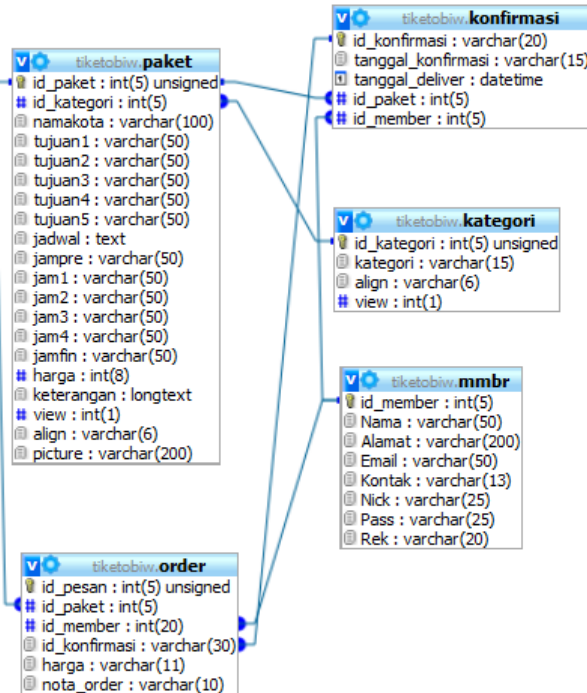 tiketobiw.paket
id_paket : int(5) unsigned
id_kategori : int(5)
namakota : varchar(100)
tujuan1 : varchar(50)
tujuan2 : varchar(50)
tujuan3 : varchar(50)
tujuan4 : varchar(50)
tujuan5 : varchar(50)
jadwal : text
jampre : varchar(50)
jam1 : varchar(50)
jam2 : varchar(50)
jam3 : varchar(50)
jam4 : varchar(50)
jamfin : varchar(50)
harga : int(8)
keterangan : longtext
view : int(1)
align : varchar(6)
picture : varchar(200)
tiketobiw.konfirmasi
id_konfirmasi : varchar(20)
tanggal_konfirmasi : varchar(15)
tanggal_deliver : datetime
id_paket : int(5)
id_member : int(5)
tiketobiw.kategori
id_kategori : int(5) unsigned
kategori : varchar(15)
align : varchar(6)
view : int(1)
tiketobiw.mmbr
id_member : int(5)
Nama : varchar(50)
Alamat : varchar(200)
Email : varchar(50)
Kontak : varchar(13)
Nick : varchar(25)
Pass : varchar(25)
Rek : varchar(20)
tiketobiw.order
id_pesan : int(5) unsigned
id_paket : int(5)
id_member : int(20)
id_konfirmasi : varchar(30)
harga : varchar(11)
nota_order : varchar(10)